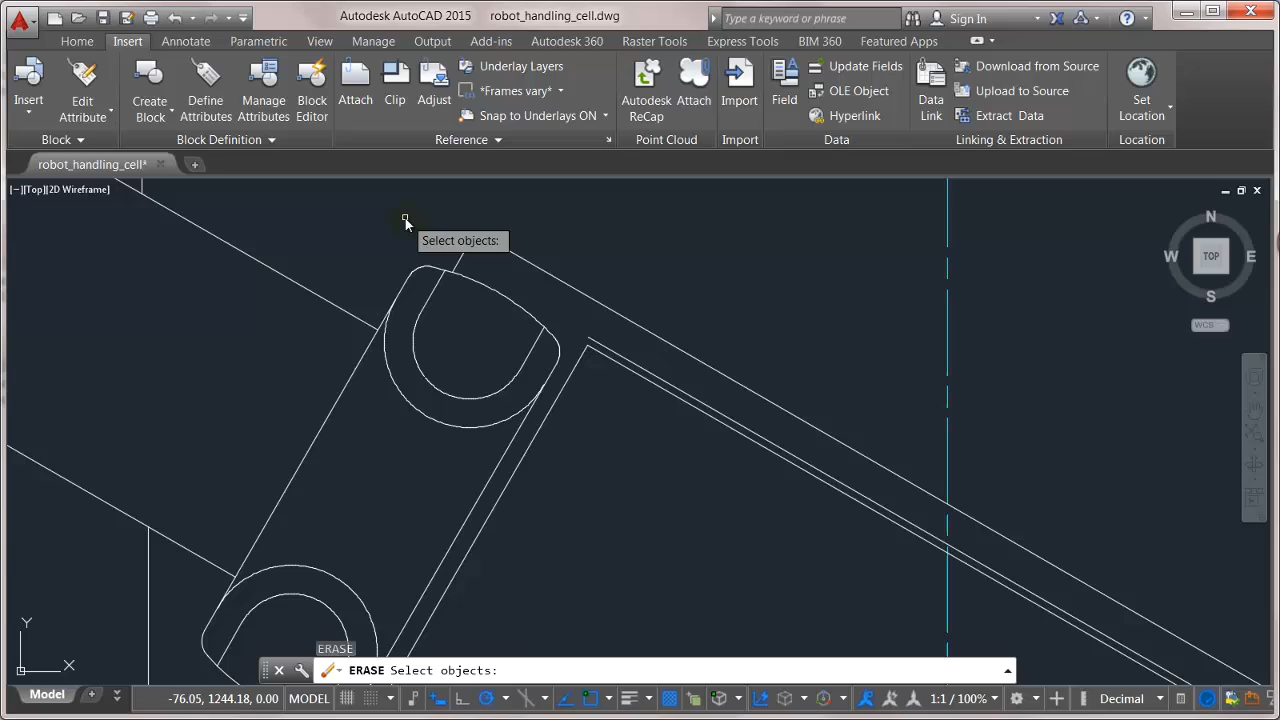 Autodesk AutoCAD 2015 robot_handling_cell.dwg
Type a keyword or phrase
Sign In
Home Insert Annotate Parametric View Manage Output Add-ins Autodesk 360 Raster Tools Express Tools BIM 360 Featured Apps
Insert
Edit
Attribute
Block
Create
Block
Define
Attributes
Manage
Attributes
Block
Editor
Block Definition
Attach
Clip
Adjust
Underlay Layers
*Frames vary*
Snap to Underlays ON
Reference
Autodesk
ReCap
Attach
Point Cloud
Import
Import
Field
Update Fields
OLE Object
Hyperlink
Data
Data
Link
Download from Source
Upload to Source
Extract Data
Linking & Extraction
Set
Location
Location
robot_handling_cell*
[−][Top][2D Wireframe]
N
W TOP E
S
WCS
Select objects:
Y
X
ERASE
ERASE Select objects:
Model
-76.05, 1244.18, 0.00 MODEL
1:1 / 100%
Decimal